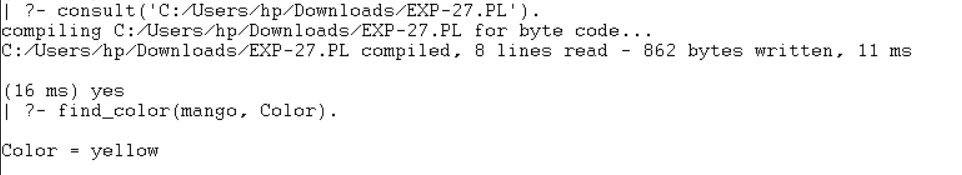 | ?- consult('C:/Users/hp/Downloads/EXP-27.PL').
compiling C:/Users/hp/Downloads/EXP-27.PL for byte code...
C:/Users/hp/Downloads/EXP-27.PL compiled, 8 lines read - 862 bytes written, 11 ms
(16 ms) yes
| ?- find_color(mango, Color).
Color = yellow